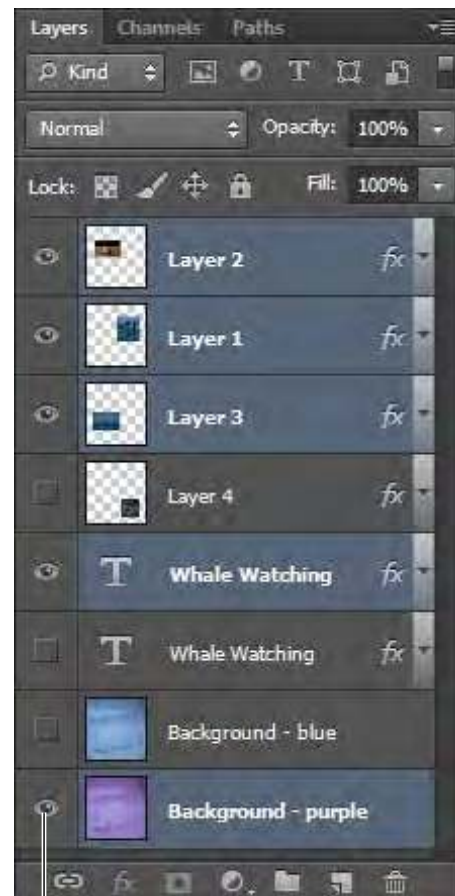 Layers Channels Paths
Kind T
Normal Opacity: 100%
Lock: Fill: 100%
Layer 2 fx
Layer 1 fx
Layer 3 fx
Layer 4 fx
T Whale Watching fx
T Whale Watching fx
Background - blue
Background - purple
fx